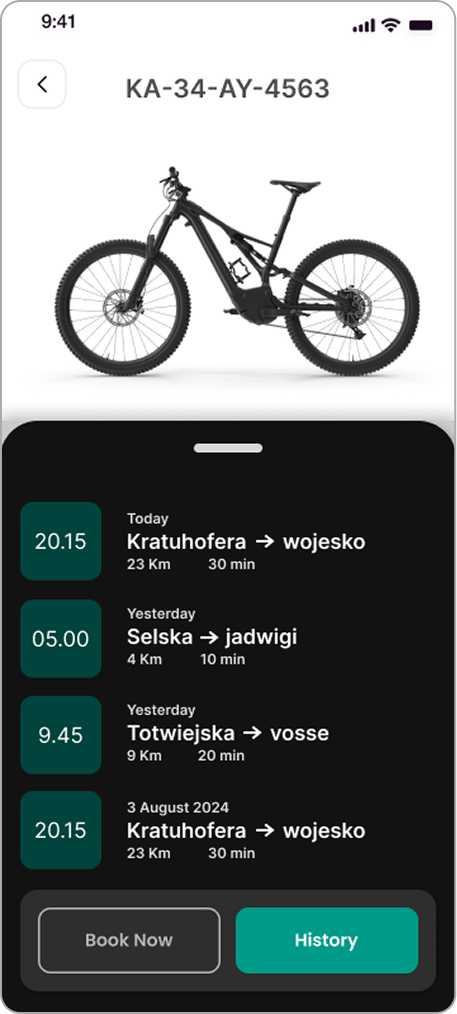 9:41
KA-34-AY-4563
Today
20.15
Kratuhofera → wojesko
23 Km 30 min
Yesterday
05.00
Selska → jadwigi
4 Km 10 min
Yesterday
9.45
Totwiejska → vosse
9 Km 20 min
3 August 2024
20.15
Kratuhofera → wojesko
23 Km 30 min
Book Now History